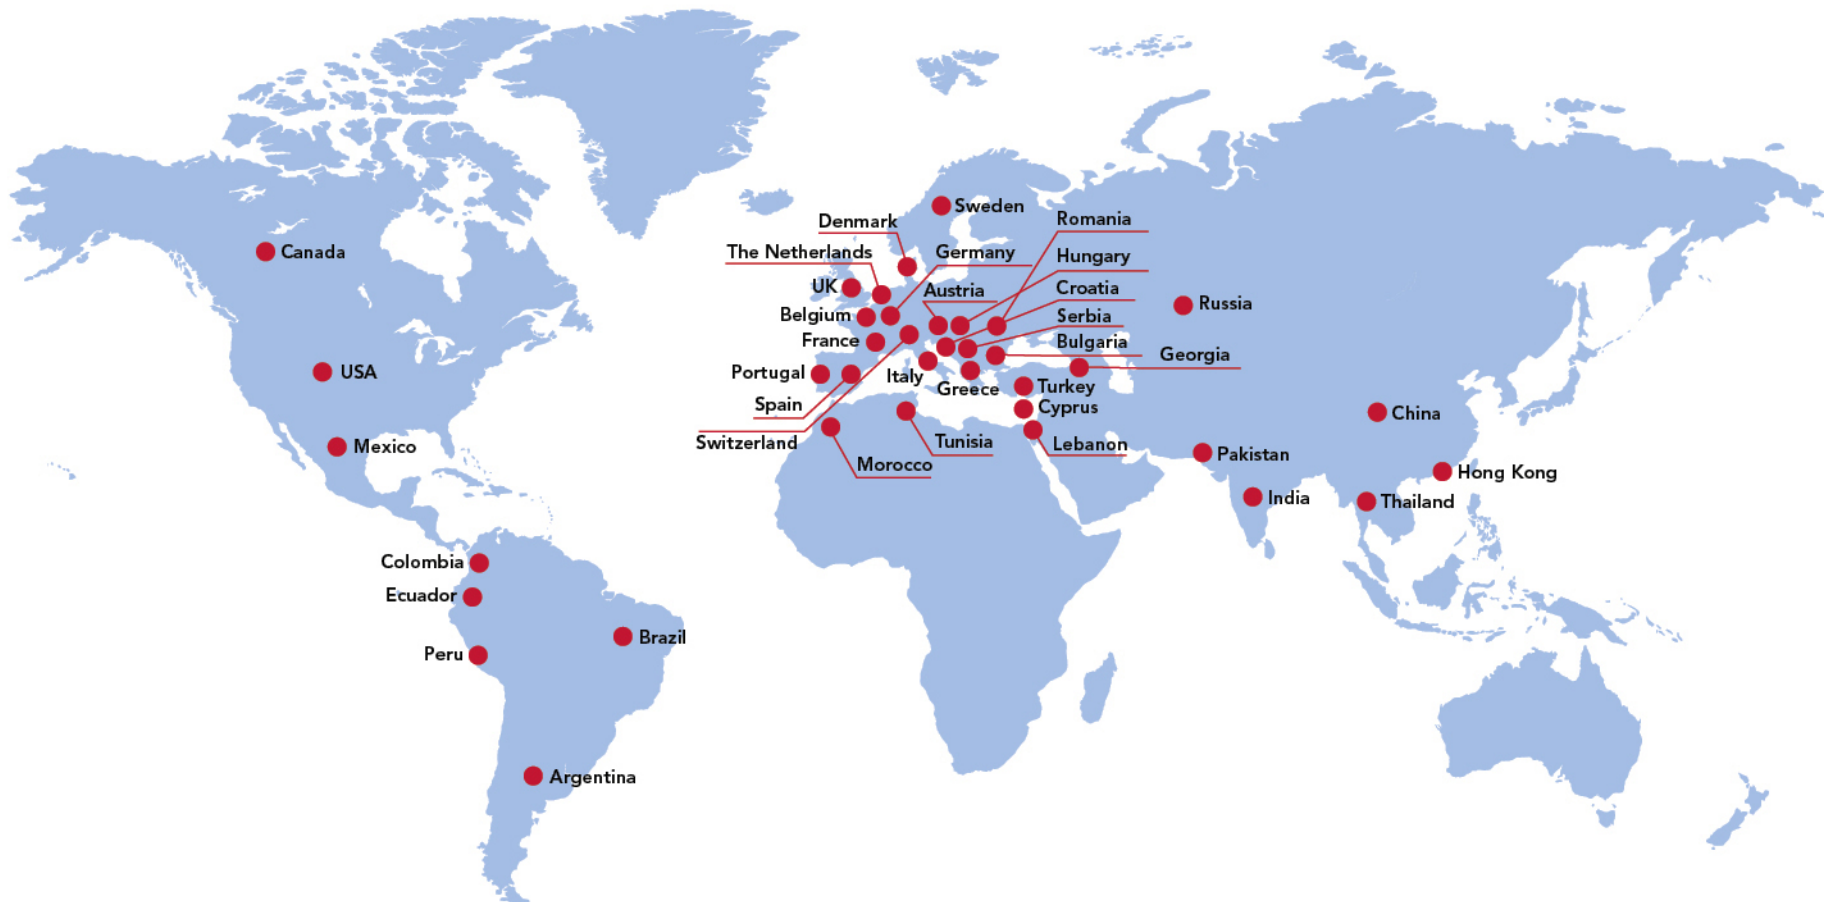 Sweden
Denmark
Romania
Canada
The Netherlands
Germany
Hungary
UK
Austria
Croatia
Russia
Belgium
Serbia
France
Bulgaria
Georgia
USA
Portugal
Italy
Greece
Turkey
Spain
Cyprus
China
Mexico
Switzerland
Tunisia
Lebanon
Pakistan
Morocco
Hong Kong
India
Thailand
Colombia
Ecuador
Brazil
Peru
Argentina